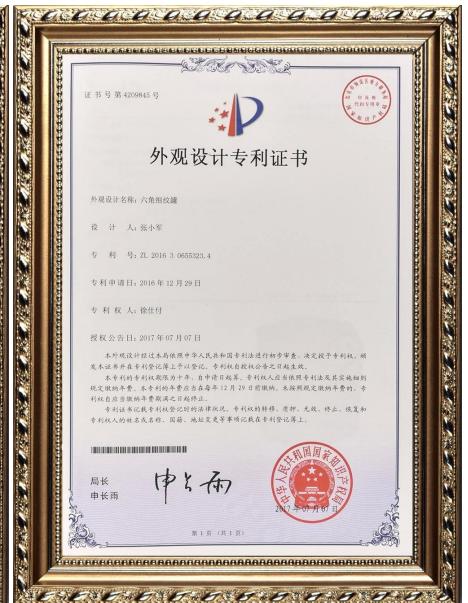 证书号第4209845号
外观设计专利证书
外观设计名称：六角细纹罐
设计人：张小军
专利号：ZL 2016 3 0655323.4
专利申请日：2016年12月29日
专利权人：徐仕付
授权公告日：2017年07月07日
本外观设计经过本局依照中华人民共和国专利法进行初步审查，决定授予专利权，颁
发本证书并在专利登记簿上予以登记。专利权自授权公告之日起生效。
本专利的专利权期限为十年，自申请日起算。专利权人应当依照专利法及其实施细则
规定缴纳年费。本专利的年费应当在每年12月29日前缴纳。未按照规定缴纳年费的，专
利权自应当缴纳年费期满之日起终止。
专利证书记载专利权登记时的法律状况。专利权的转移、质押、无效、终止、恢复和
专利权人的姓名或名称、国籍、地址变更等事项记载在专利登记簿上。
局长
申长雨
申长雨
中华人民共和国国家知识产权局
2017年07月07日
第1页（共1页）